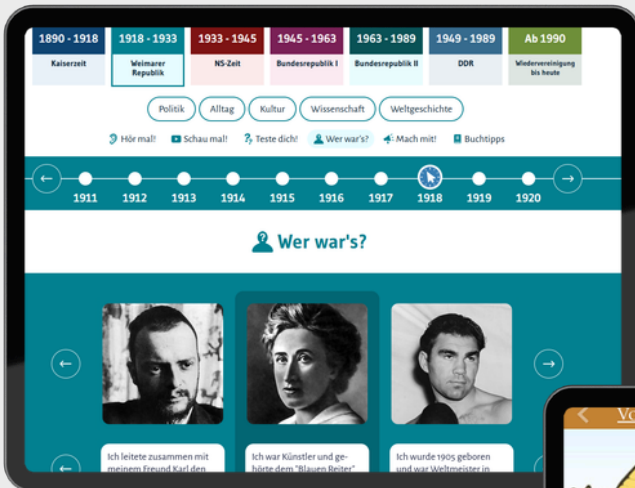 1890 - 1918 1918 - 1933 1933 - 1945 1945 - 1963 1963 - 1989 1949 - 1989 Ab 1990
Kaiserzeit Weimarer Republik NS-Zeit Bundesrepublik I Bundesrepublik II DDR Wiedervereinigung bis heute
Politik Alltag Kultur Wissenschaft Weltgeschichte
Hör mal! Schau mal! Teste dich! Wer war's? Mach mit! Buchtipps
1911 1912 1913 1914 1915 1916 1917 1918 1919 1920
Wer war's?
Ich leitete zusammen mit
meinem Freund Karl den
Ich war Künstler und ge-
hörte dem "Blauen Reiter"
Ich wurde 1905 geboren
und war Weltmeister in